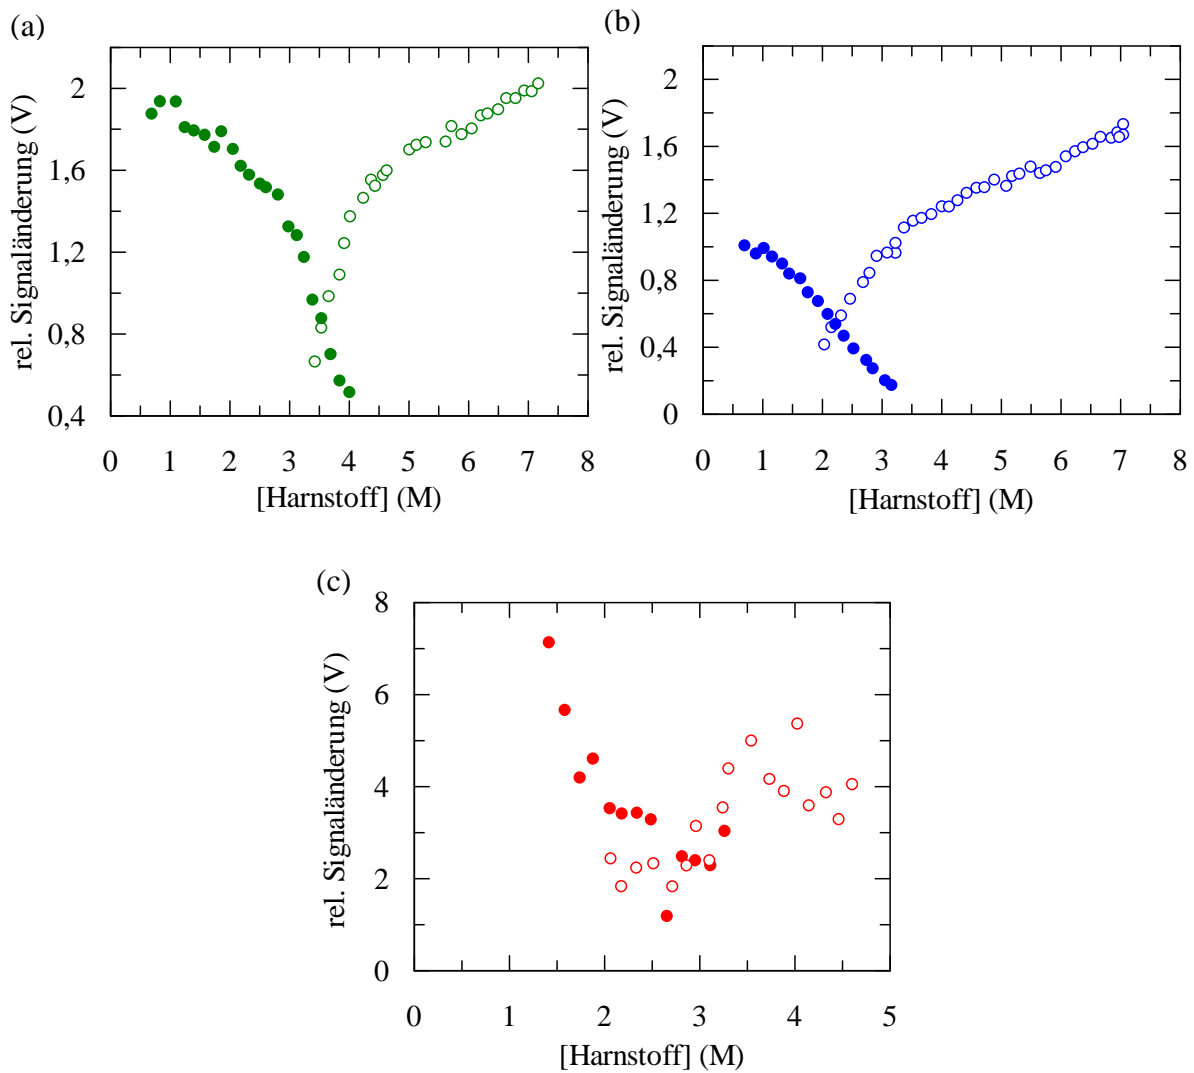 (a)
rel. Signaländerung (V)
2
1,6
1,2
0,8
0,4
0 1 2 3 4 5 6 7 8
[Harnstoff] (M)
(b)
rel. Signaländerung (V)
2
1,6
1,2
0,8
0,4
0
0 1 2 3 4 5 6 7 8
[Harnstoff] (M)
(c)
rel. Signaländerung (V)
8
6
4
2
0
0 1 2 3 4 5
[Harnstoff] (M)